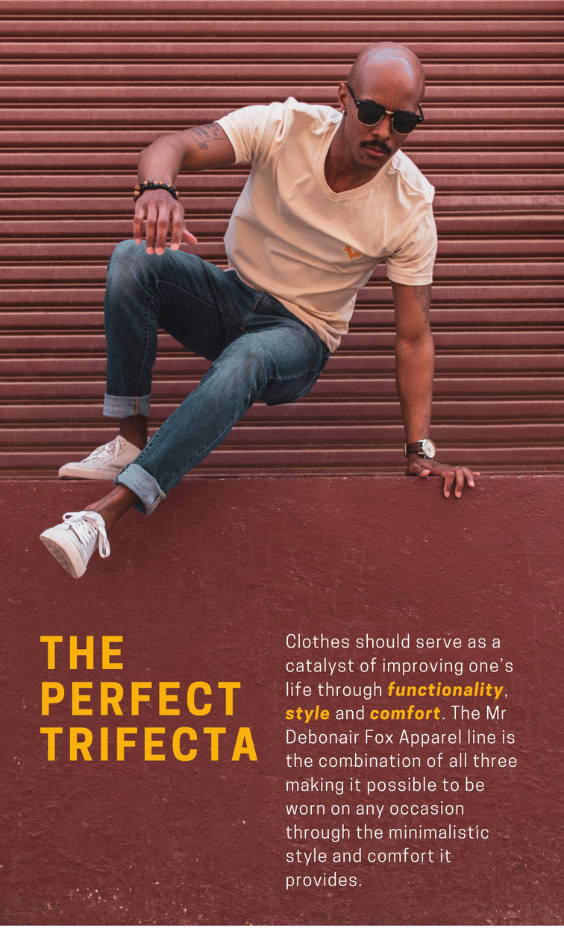 THE
PERFECT
TRIFECTA
Clothes should serve as a
catalyst of improving one's
life through functionality,
style and comfort. The Mr
Debonair Fox Apparel line is
the combination of all three
making it possible to be
worn on any occasion
through the minimalistic
style and comfort it
provides.